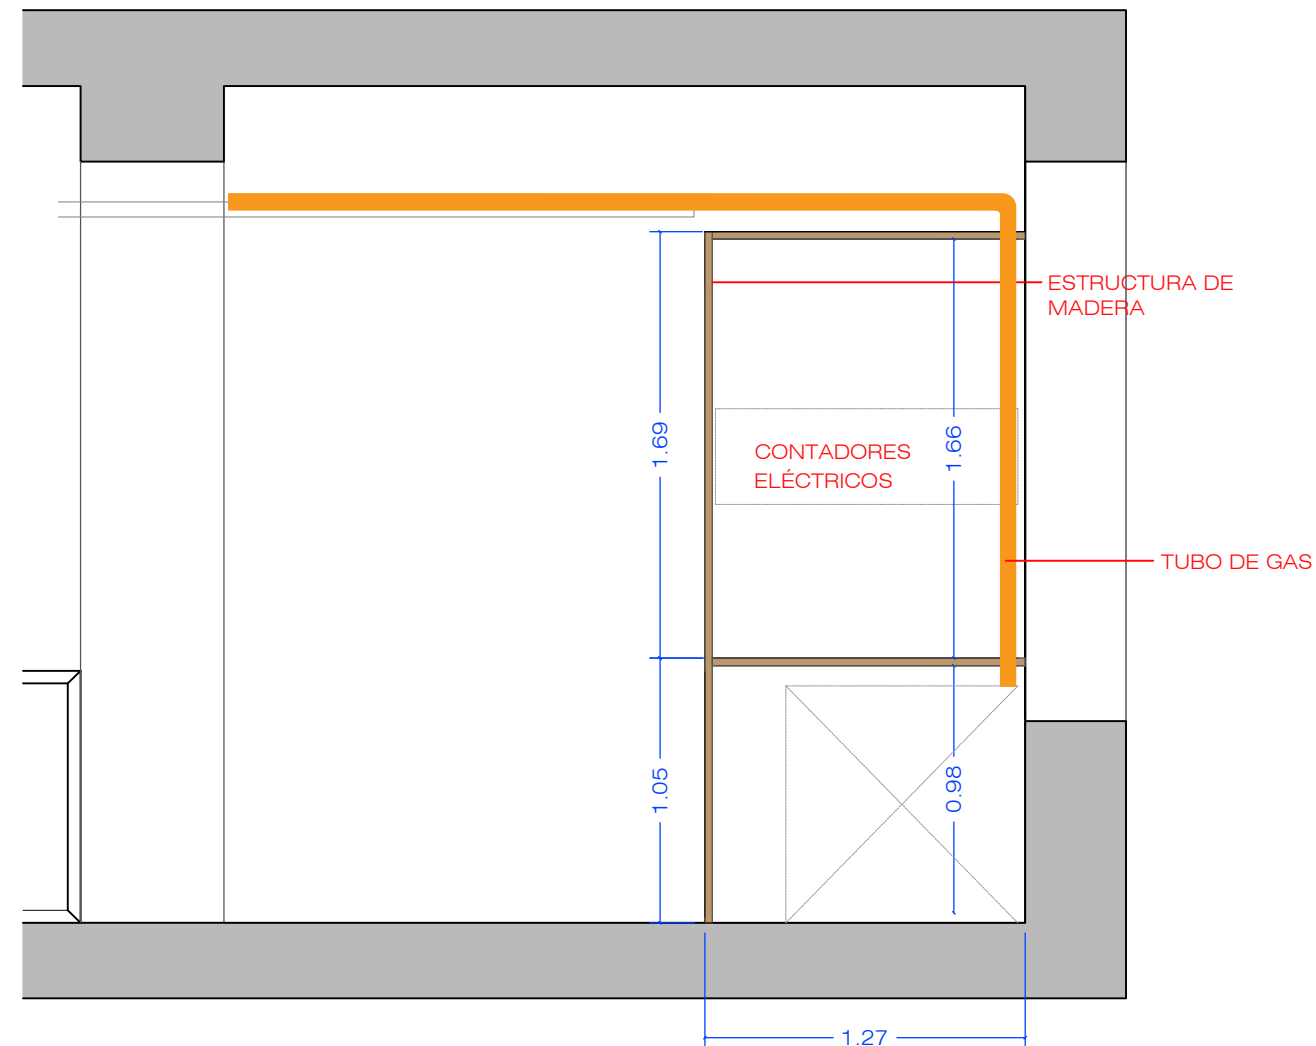 ESTRUCTURA DE
MADERA
1.69
1.66
CONTADORES
ELÉCTRICOS
TUBO DE GAS
1.05
0.98
1.27